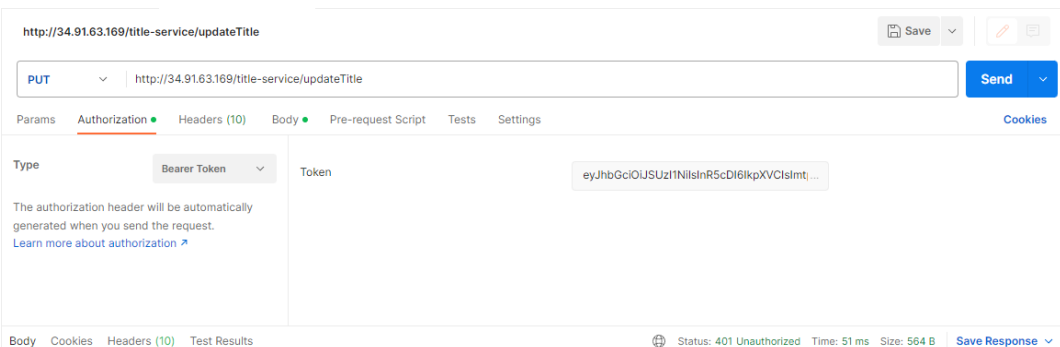 http://34.91.63.169/title-service/updateTitle
Save
PUT
http://34.91.63.169/title-service/updateTitle
Send
Params Authorization Headers (10) Body Pre-request Script Tests Settings Cookies
Type Bearer Token
Token eyJhbGciOiJSUzI1NiIsInR5cDI6IkpXVCIsImt...
The authorization header will be automatically
generated when you send the request.
Learn more about authorization ↗
Body Cookies Headers (10) Test Results
Status: 401 Unauthorized Time: 51 ms Size: 564 B Save Response